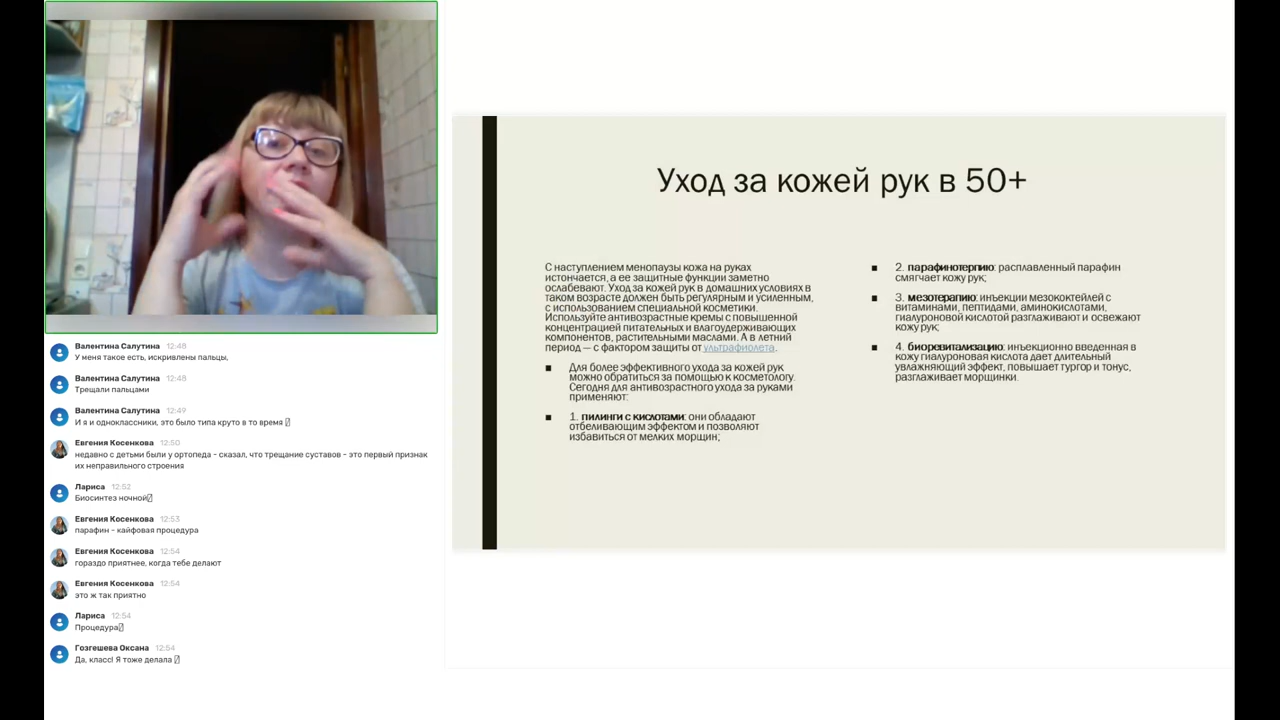 Валентина Салутина 12:48
У меня такое есть, искривлены пальцы,
Валентина Салутина 12:48
Трещали пальцами
Валентина Салутина 12:49
И я и одноклассники, это было типа круто в то время
Евгения Косенкова 12:50
недавно с детьми были у ортопеда - сказал, что трещание суставов - это первый признак
их неправильного строения
Лариса 12:52
Биосинтез ночной
Евгения Косенкова 12:53
парафин - кайфовая процедура
Евгения Косенкова 12:54
гораздо приятнее, когда тебе делают
Евгения Косенкова 12:54
это ж так приятно
Лариса 12:54
Процедура
Гозгешева Оксана 12:54
Да, класс! Я тоже делала
Уход за кожей рук в 50+
С наступлением менопаузы кожа на руках
истончается, а ее защитные функции заметно
ослабевают. Уход за кожей рук в домашних условиях в
таком возрасте должен быть регулярным и усиленным,
с использованием специальной косметики.
Используйте антивозрастные кремы с повышенной
концентрацией питательных и влагоудерживающих
компонентов, растительными маслами. А в летний
период — с фактором защиты от ультрафиолета.
■ Для более эффективного ухода за кожей рук
можно обратиться за помощью к косметологу.
Сегодня для антивозрастного ухода за руками
применяют:
■ 1. пилинги с кислотами: они обладают
отбеливающим эффектом и позволяют
избавиться от мелких морщин;
■ 2. парафинотерпию: расплавленный парафин
смягчает кожу рук;
■ 3. мезотерапию: инъекции мезококтейлей с
витаминами, пептидами, аминокислотами,
гиалуроновой кислотой разглаживают и освежают
кожу рук;
■ 4. биоревитализацию: инъекционно введенная в
кожу гиалуроновая кислота дает длительный
увлажняющий эффект, повышает тургор и тонус,
разглаживает морщинки.